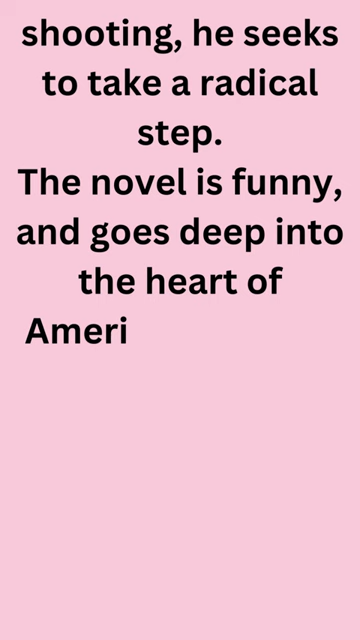 shooting, he seeks
to take a radical
step.
The novel is funny,
and goes deep into
the heart of
Ameri